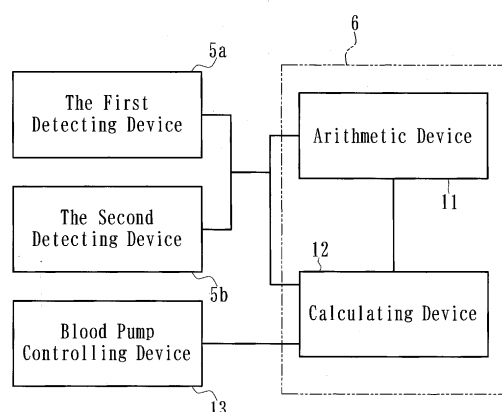 5a
6
The First
Detecting Device
Arithmetic Device
11
The Second
Detecting Device
12
5b
Calculating Device
Blood Pump
Controlling Device
13